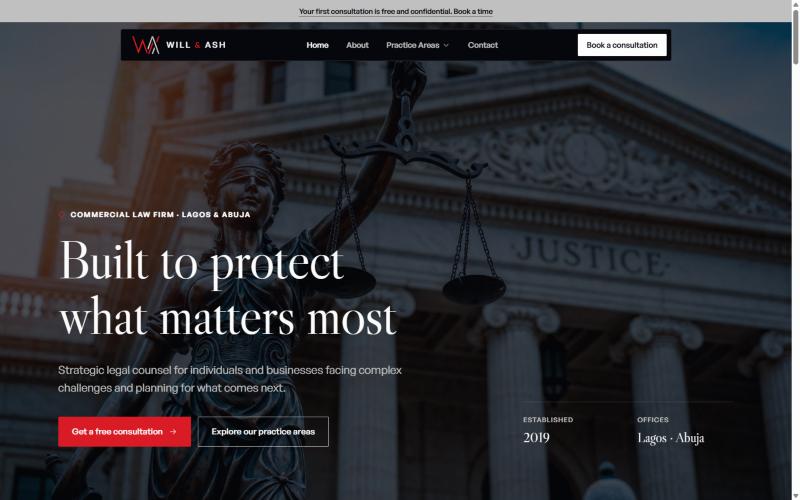 Your first consultation is free and confidential. Book a time
WILL & ASH
Home
About
Practice Areas
Contact
Book a consultation
COMMERCIAL LAW FIRM · LAGOS & ABUJA
JUSTICE
Built to protect
what matters most
Strategic legal counsel for individuals and businesses facing complex
challenges and planning for what comes next.
Get a free consultation →
Explore our practice areas
ESTABLISHED
2019
OFFICES
Lagos · Abuja